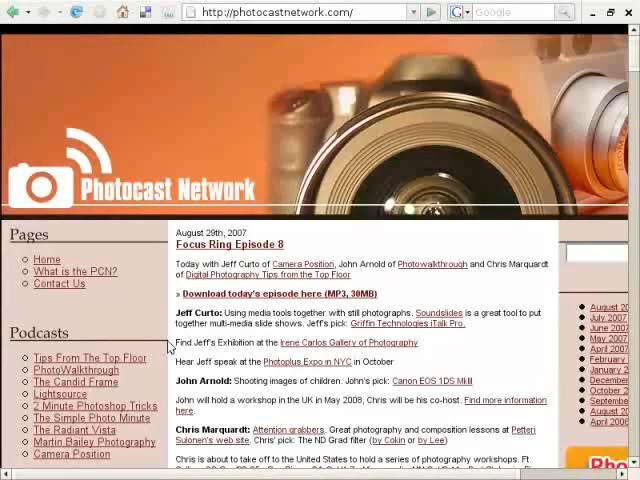 http://photocastnetwork.com/
Google
Photocast Network
Pages
Home
What is the PCN?
Contact Us
Podcasts
Tips From The Top Floor
PhotoWalkthrough
The Candid Frame
Lightsource
2 Minute Photoshop Tricks
The Simple Photo Minute
The Radiant Vista
Martin Bailey Photography
Camera Position
August 29th, 2007
Focus Ring Episode 8
Today with Jeff Curto of Camera Position, John Arnold of Photowalkthrough and Chris Marquardt
of Digital Photography Tips from the Top Floor
» Download today's episode here (MP3, 30MB)
Jeff Curto: Using media tools together with still photographs. Soundslides is a great tool to put
together multi-media slide shows. Jeff's pick: Griffin Technologies iTalk Pro.
Find Jeff's Exhibition at the Irene Carlos Gallery of Photography
Hear Jeff speak at the Photoplus Expo in NYC in October
John Arnold: Shooting images of children. John's pick: Canon EOS 1DS MkIII
John will hold a workshop in the UK in May 2008, Chris will be his co-host. Find more information
here.
Chris Marquardt: Attention grabbers. Great photography and composition lessons at Petteri
Sulonen's web site. Chris' pick: The ND Grad filter (by Cokin or by Lee)
Chris is about to take off to the United States to hold a series of photography workshops. Ft.
August 20
July 2007
June 2007
May 2007
April 2007
February
January 2
December
October 2
September
August 20
April 2006
Pho